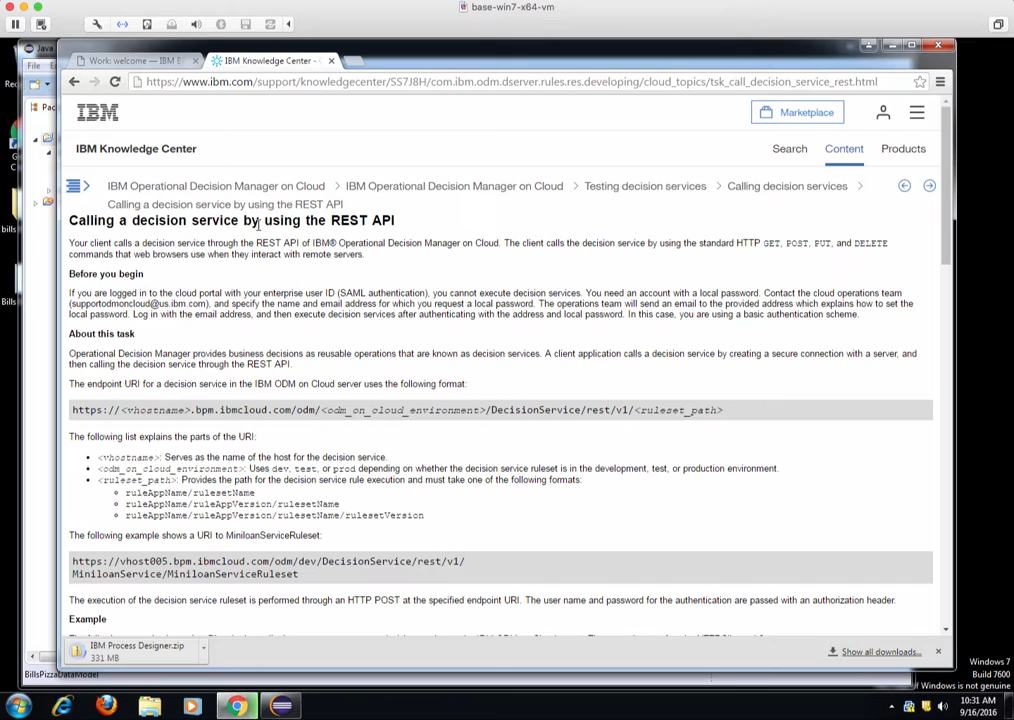 base-win7-x64-vm
Java
Work: welcome — IBM B
IBM Knowledge Center -
File
https://www.ibm.com/support/knowledgecenter/SS7J8H/com.ibm.odm.dserver.rules.res.developing/cloud_topics/tsk_call_decision_service_rest.html
IBM
Marketplace
IBM Knowledge Center
Search
Content
Products
IBM Operational Decision Manager on Cloud > IBM Operational Decision Manager on Cloud > Testing decision services > Calling decision services >
Calling a decision service by using the REST API
Calling a decision service by using the REST API
Your client calls a decision service through the REST API of IBM® Operational Decision Manager on Cloud. The client calls the decision service by using the standard HTTP GET, POST, PUT, and DELETE
commands that web browsers use when they interact with remote servers.
Before you begin
If you are logged in to the cloud portal with your enterprise user ID (SAML authentication), you cannot execute decision services. You need an account with a local password. Contact the cloud operations team
(supportodmoncloud@us.ibm.com), and specify the name and email address for which you request a local password. The operations team will send an email to the provided address which explains how to set the
local password. Log in with the email address, and then execute decision services after authenticating with the address and local password. In this case, you are using a basic authentication scheme.
About this task
Operational Decision Manager provides business decisions as reusable operations that are known as decision services. A client application calls a decision service by creating a secure connection with a server, and
then calling the decision service through the REST API.
The endpoint URI for a decision service in the IBM ODM on Cloud server uses the following format:
https://<vhostname>.bpm.ibmcloud.com/odm/<odm_on_cloud_environment>/DecisionService/rest/v1/<ruleset_path>
The following list explains the parts of the URI:
• <vhostname>: Serves as the name of the host for the decision service.
• <odm_on_cloud_environment>: Uses dev, test, or prod depending on whether the decision service ruleset is in the development, test, or production environment.
• <ruleset_path>: Provides the path for the decision service rule execution and must take one of the following formats:
ruleAppName/rulesetName
ruleAppName/ruleAppVersion/rulesetName
ruleAppName/ruleAppVersion/rulesetName/rulesetVersion
The following example shows a URI to MiniloanServiceRuleset:
https://vhost005.bpm.ibmcloud.com/odm/dev/DecisionService/rest/v1/
MiniloanService/MiniloanServiceRuleset
The execution of the decision service ruleset is performed through an HTTP POST at the specified endpoint URI. The user name and password for the authentication are passed with an authorization header.
Example
IBM Process Designer.zip
331 MB
Show all downloads...
BillsPizzaDataModel
Windows 7
Build 7600
of Windows is not genuine
10:31 AM
9/16/2016